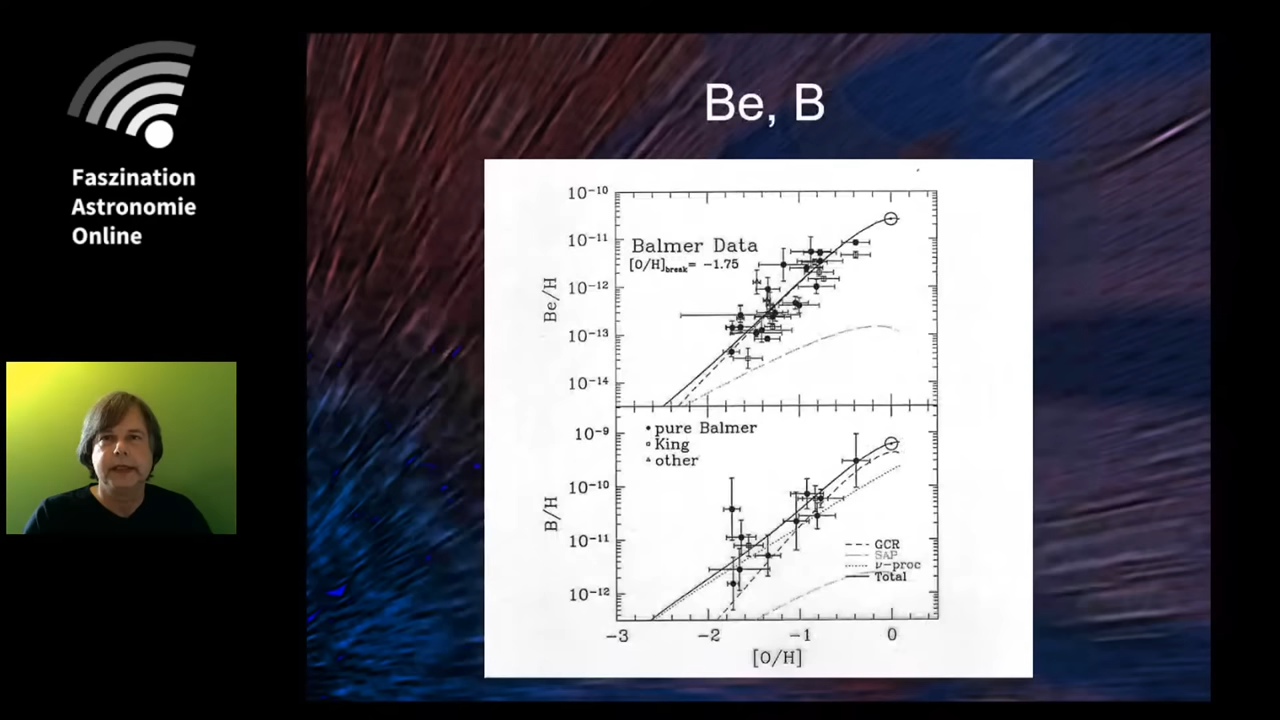 Faszination
Astronomie
Online
Be, B
10⁻¹⁰
10⁻¹¹
10⁻¹²
10⁻¹³
10⁻¹⁴
Be/H
Balmer Data
[O/H]break= −1.75
10⁻⁹
10⁻¹⁰
10⁻¹¹
10⁻¹²
B/H
pure Balmer
King
other
GCR
SAP
ν−proc
Total
−3 −2 −1 0
[O/H]